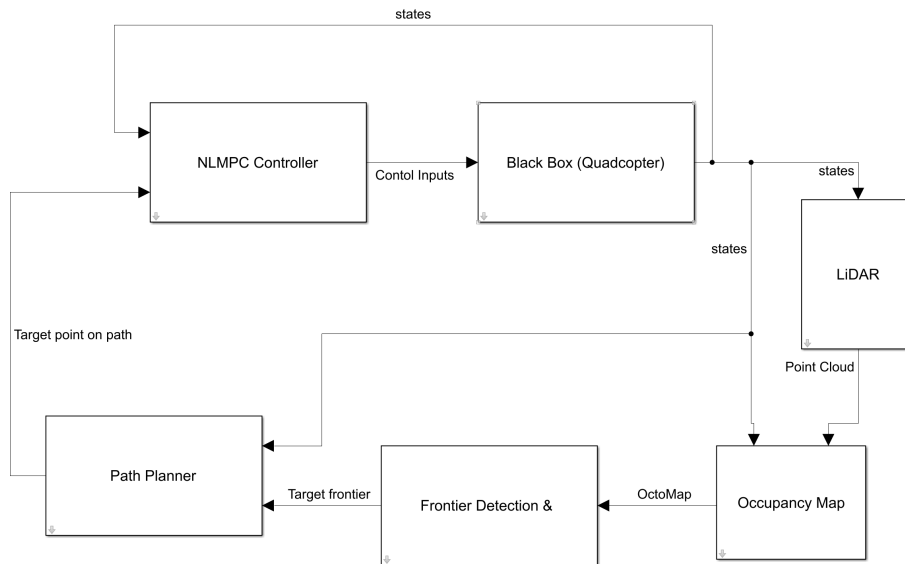 states
NLMPC Controller
Contol Inputs
Black Box (Quadcopter)
states
states
LiDAR
Target point on path
Point Cloud
Path Planner
Target frontier
Frontier Detection &
OctoMap
Occupancy Map